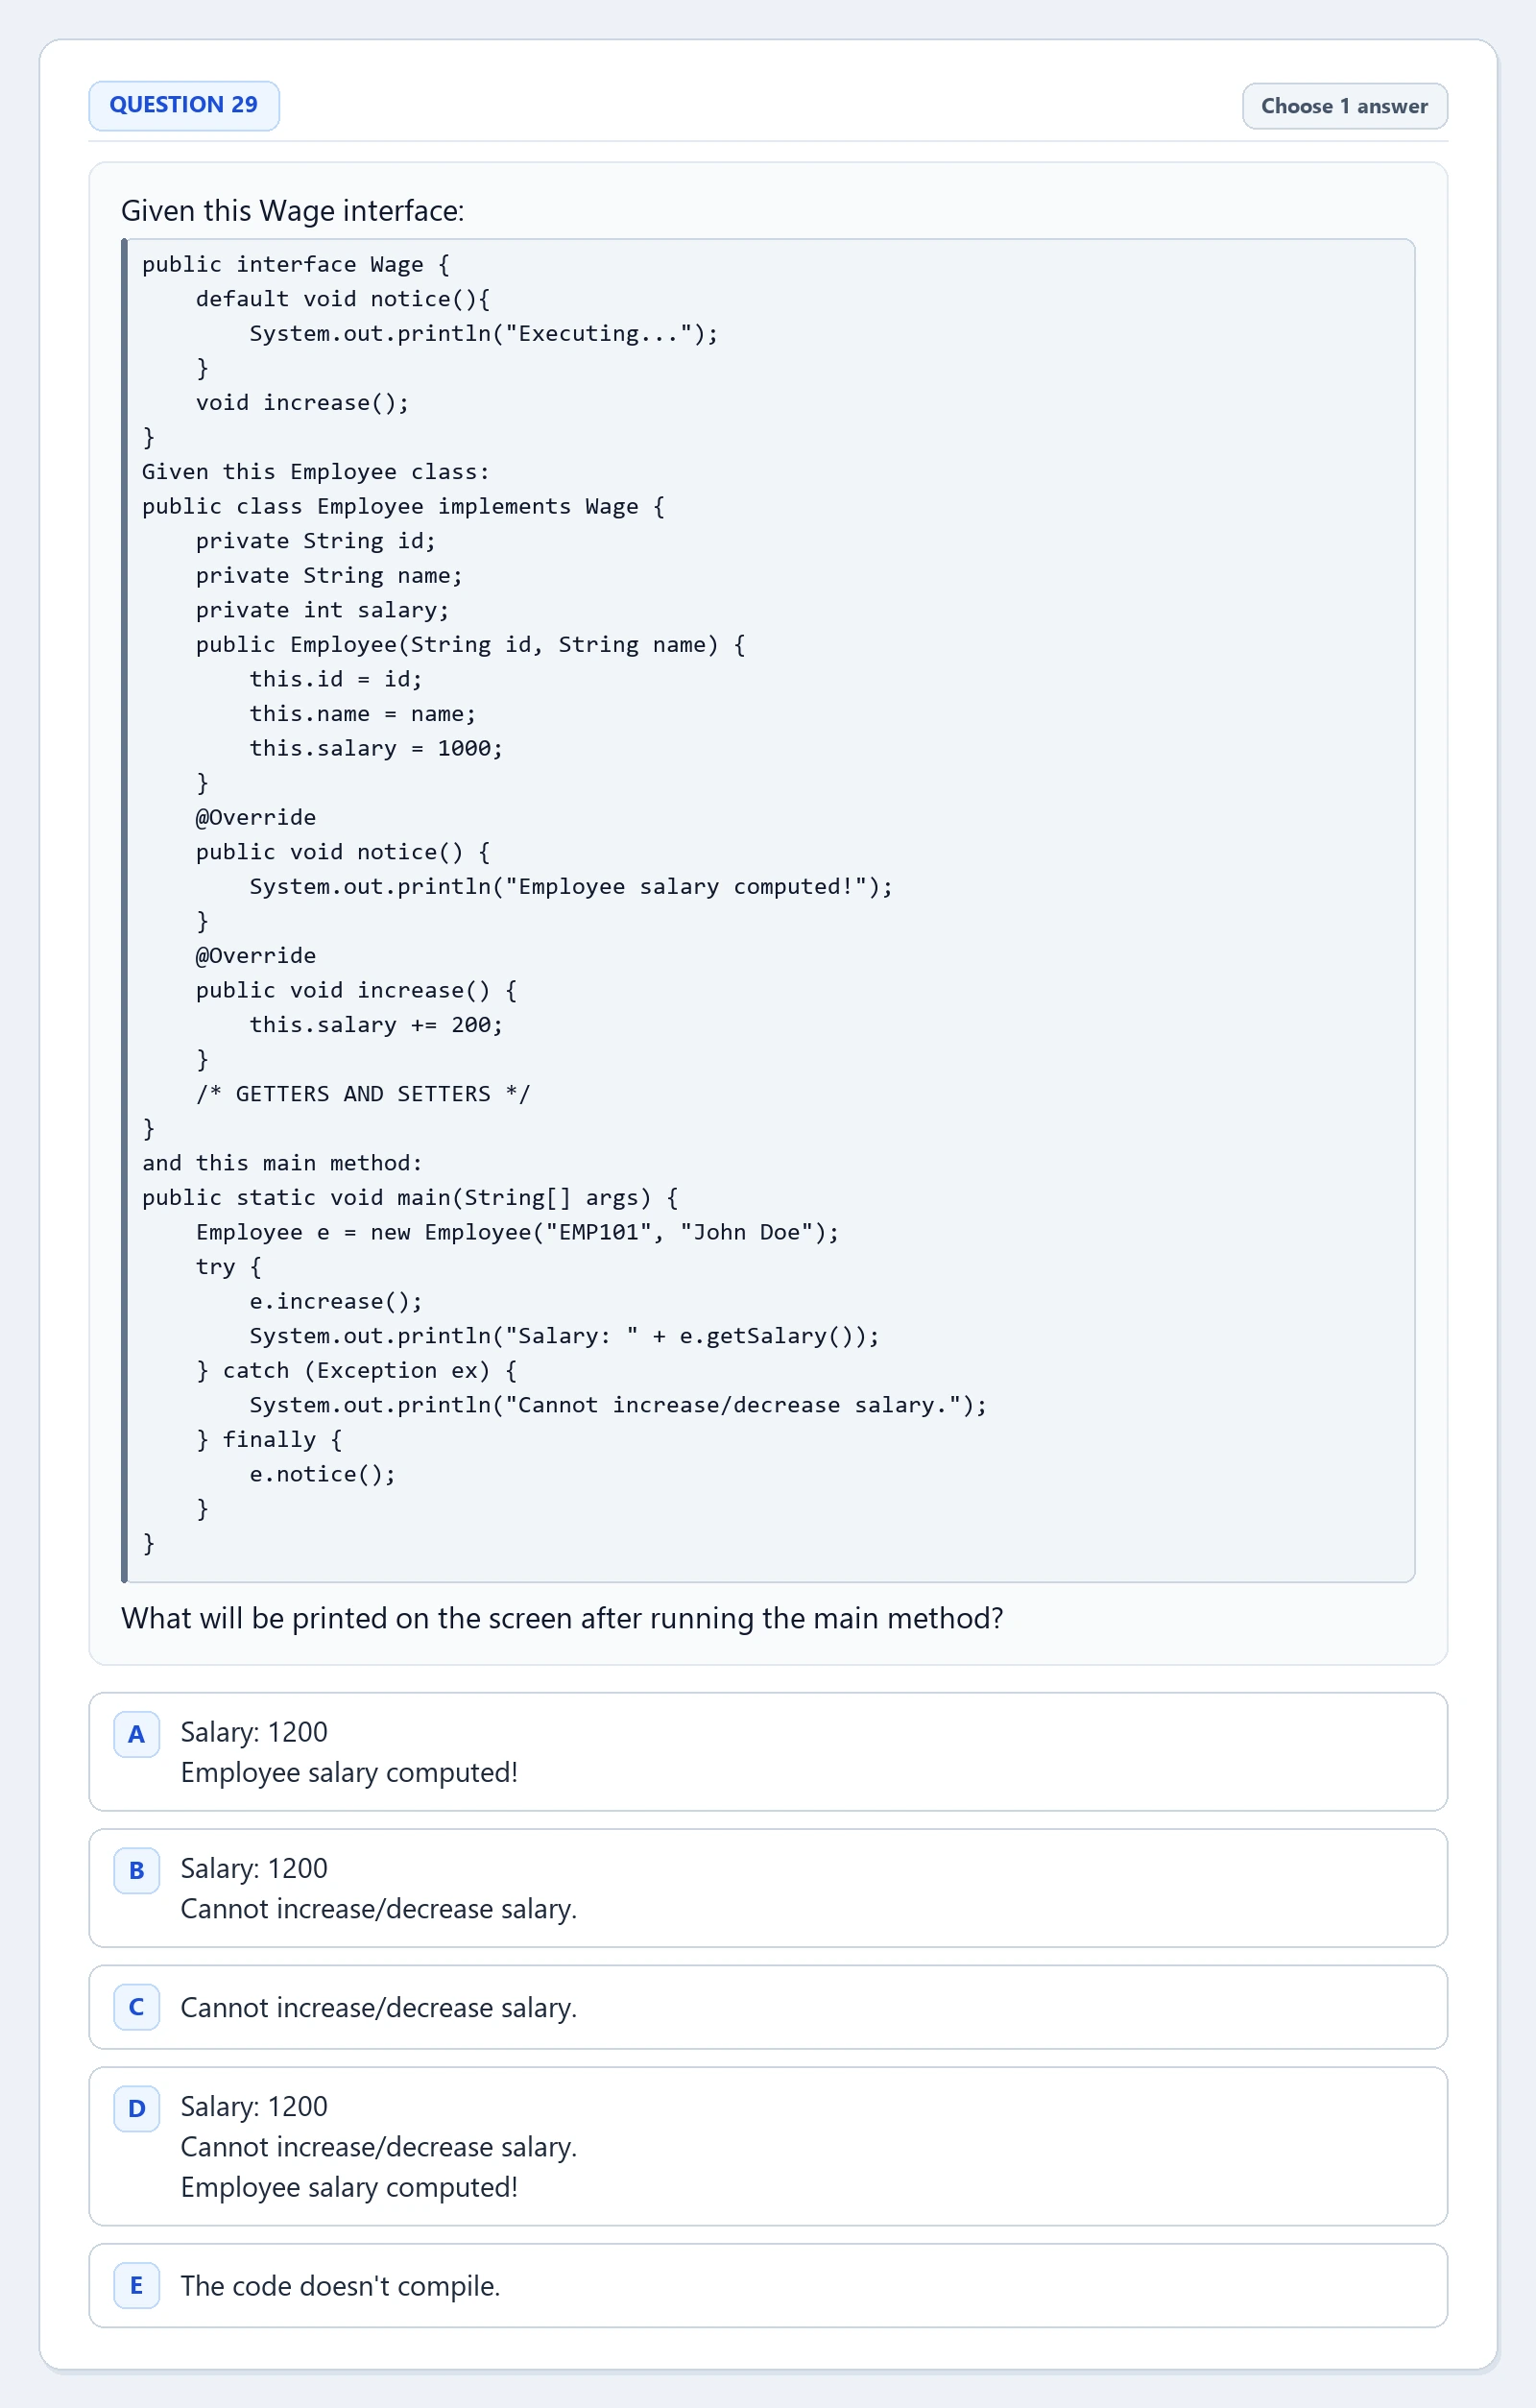 QUESTION 29
Choose 1 answer
Given this Wage interface:
public interface Wage {
    default void notice(){
        System.out.println("Executing...");
    }
    void increase();
}
Given this Employee class:
public class Employee implements Wage {
    private String id;
    private String name;
    private int salary;
    public Employee(String id, String name) {
        this.id = id;
        this.name = name;
        this.salary = 1000;
    }
    @Override
    public void notice() {
        System.out.println("Employee salary computed!");
    }
    @Override
    public void increase() {
        this.salary += 200;
    }
    /* GETTERS AND SETTERS */
}
and this main method:
public static void main(String[] args) {
    Employee e = new Employee("EMP101", "John Doe");
    try {
        e.increase();
        System.out.println("Salary: " + e.getSalary());
    } catch (Exception ex) {
        System.out.println("Cannot increase/decrease salary.");
    } finally {
        e.notice();
    }
}
What will be printed on the screen after running the main method?
A
Salary: 1200
Employee salary computed!
B
Salary: 1200
Cannot increase/decrease salary.
C
Cannot increase/decrease salary.
D
Salary: 1200
Cannot increase/decrease salary.
Employee salary computed!
E
The code doesn't compile.